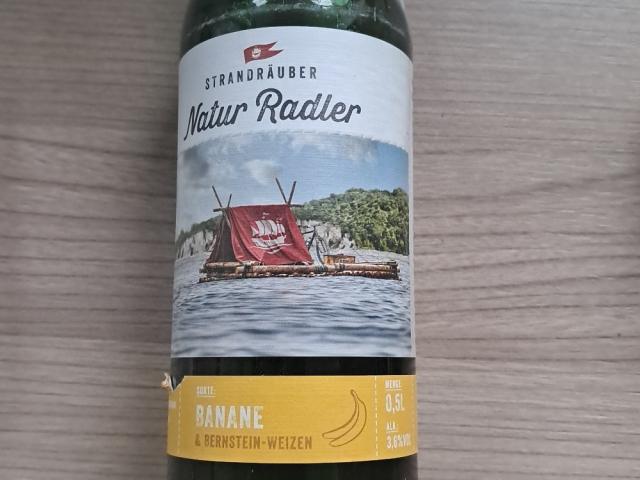 STRANDRÄUBER
Natur Radler
SORTE:
BANANE
& BERNSTEIN-WEIZEN
MENGE:
0,5L
ALK:
3,6%VOL